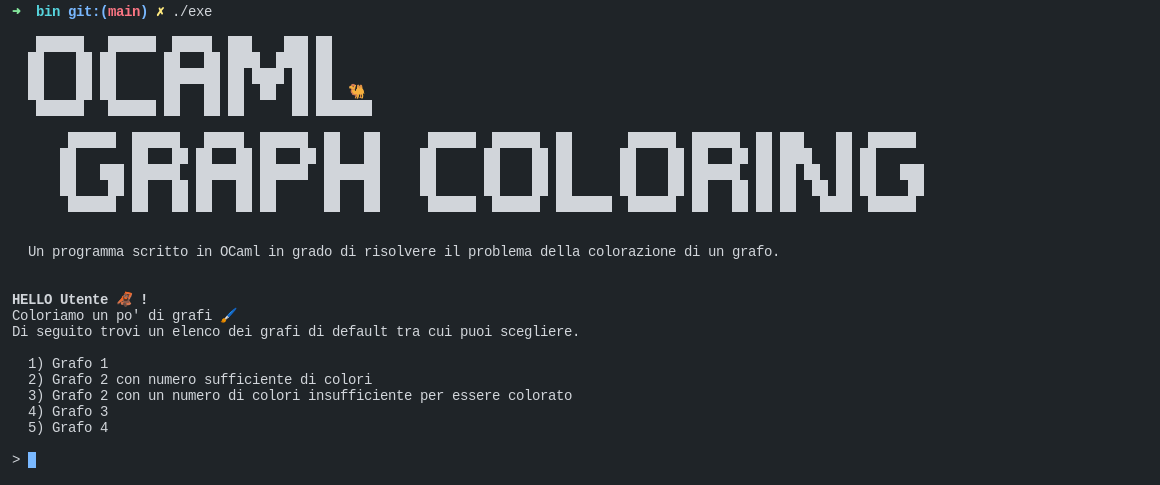 ➜  bin git:(main) ✗ ./exe
OCAML 🐫
GRAPH COLORING
Un programma scritto in OCaml in grado di risolvere il problema della colorazione di un grafo.
HELLO Utente 🦧 !
Coloriamo un po' di grafi 🖌️
Di seguito trovi un elenco dei grafi di default tra cui puoi scegliere.
1) Grafo 1
2) Grafo 2 con numero sufficiente di colori
3) Grafo 2 con un numero di colori insufficiente per essere colorato
4) Grafo 3
5) Grafo 4
>